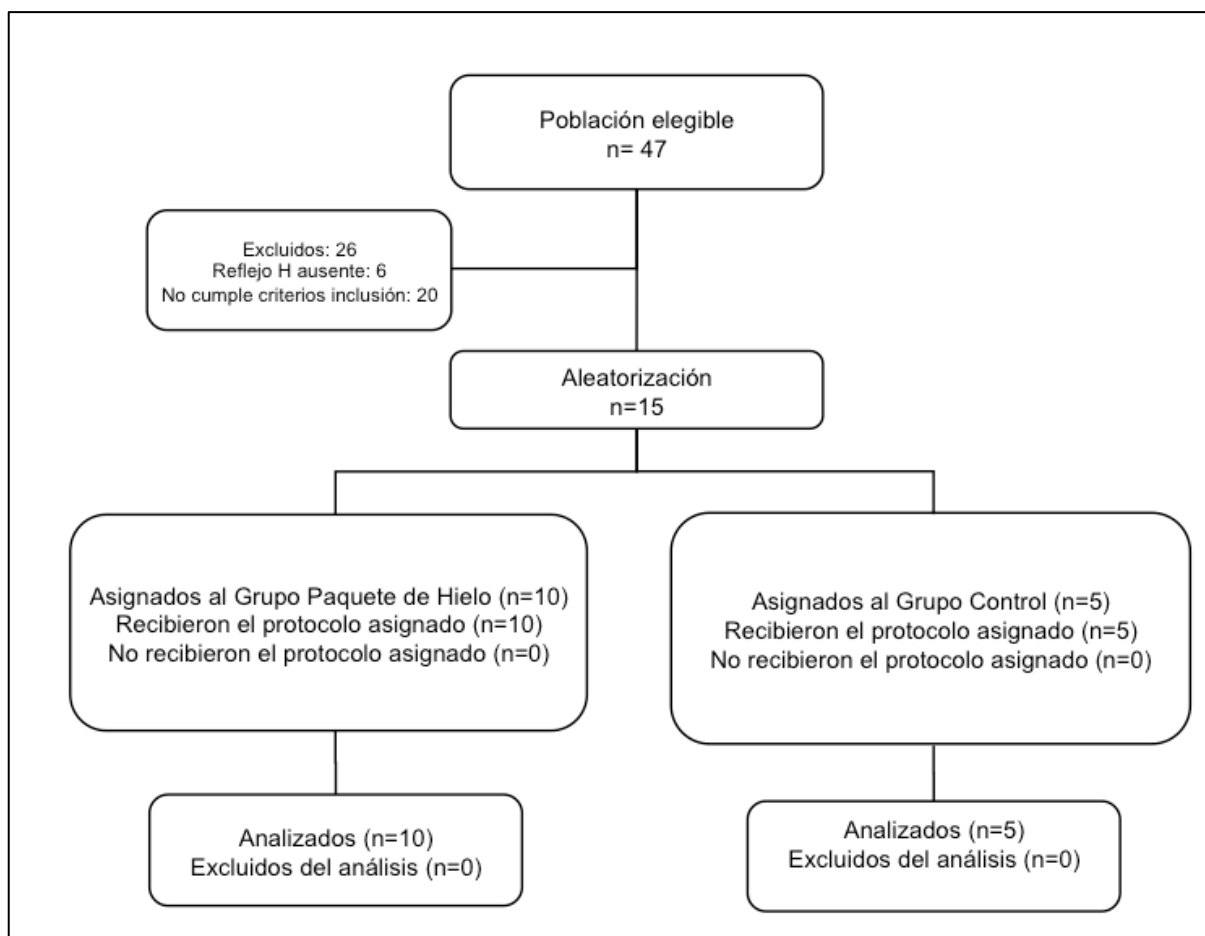 Población elegible
n= 47
Excluidos: 26
Reflejo H ausente: 6
No cumple criterios inclusión: 20
Aleatorización
n=15
Asignados al Grupo Paquete de Hielo (n=10)
Recibieron el protocolo asignado (n=10)
No recibieron el protocolo asignado (n=0)
Asignados al Grupo Control (n=5)
Recibieron el protocolo asignado (n=5)
No recibieron el protocolo asignado (n=0)
Analizados (n=10)
Excluidos del análisis (n=0)
Analizados (n=5)
Excluidos del análisis (n=0)